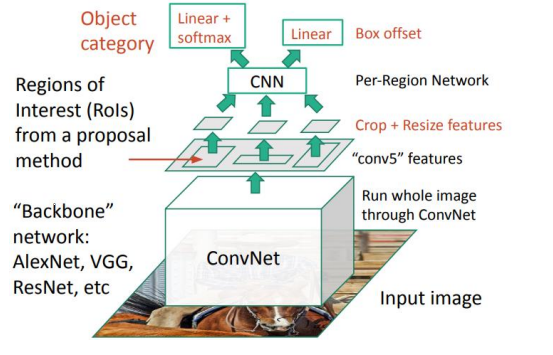 Object
category
Linear +
softmax
Linear
Box offset
CNN
Per-Region Network
Regions of
Interest (RoIs)
from a proposal
method
Crop + Resize features
“conv5” features
Run whole image
through ConvNet
“Backbone”
network:
AlexNet, VGG,
ResNet, etc
ConvNet
Input image